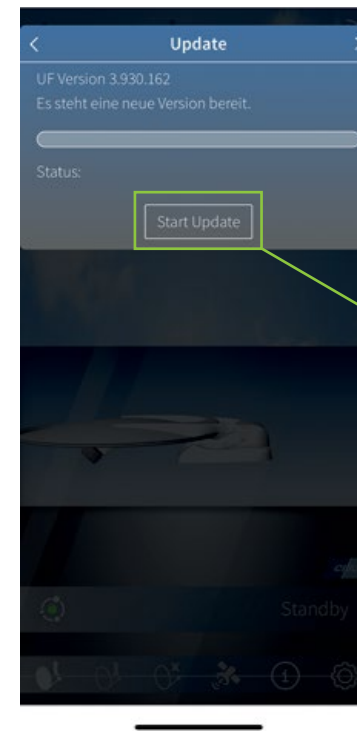 Update
UF Version 3.930.162
Es steht eine neue Version bereit.
Status:
Start Update
Standby